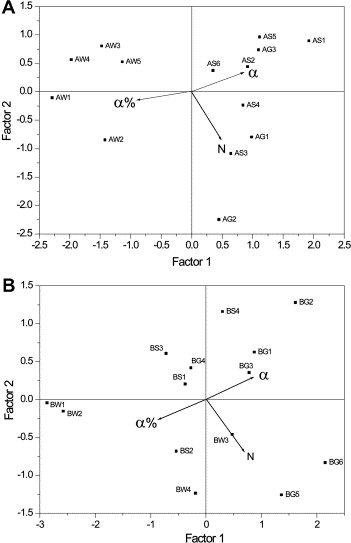 A
1.5
1.0
0.5
0.0
-0.5
-1.0
-1.5
-2.0
-2.5
Factor 2
AW3
AW4
AW5
AW1
AW2
AS5
AS1
AG3
AS2
AS6
α
α%
AS4
AG1
N
AS3
AG2
-2.5 -2.0 -1.5 -1.0 -0.5 0.0 0.5 1.0 1.5 2.0 2.5
Factor 1
B
1.5
1.0
0.5
0.0
-0.5
-1.0
-1.5
Factor 2
BG2
BS4
BS3
BG4
BG1
BG3
BS1
α
BW1
BW2
α%
BW3
BS2
N
BG6
BW4
BG5
-3 -2 -1 0 1 2
Factor 1